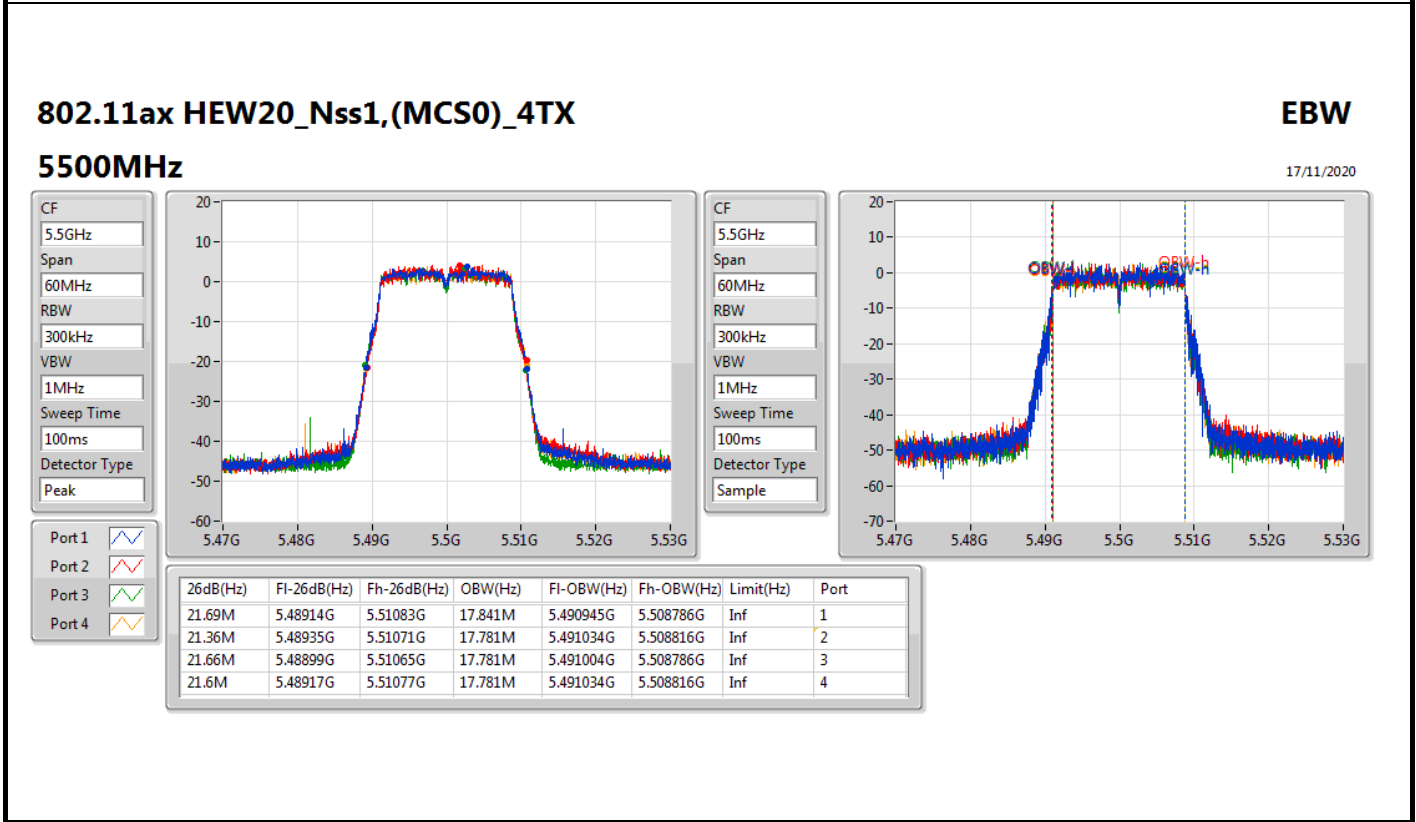 802.11ax HEW20_Nss1,(MCS0)_4TX
EBW
5500MHz
17/11/2020
CF
5.5GHz
Span
60MHz
RBW
300kHz
VBW
1MHz
Sweep Time
100ms
Detector Type
Peak
20
10
0
-10
-20
-30
-40
-50
-60
5.47G 5.48G 5.49G 5.5G 5.51G 5.52G 5.53G
CF
5.5GHz
Span
60MHz
RBW
300kHz
VBW
1MHz
Sweep Time
100ms
Detector Type
Sample
20
10
0
-10
-20
-30
-40
-50
-60
-70
OBW-h
OBW-h
5.47G 5.48G 5.49G 5.5G 5.51G 5.52G 5.53G
Port 1
Port 2
Port 3
Port 4
26dB(Hz) Fl-26dB(Hz) Fh-26dB(Hz) OBW(Hz) Fl-OBW(Hz) Fh-OBW(Hz) Limit(Hz) Port
21.69M 5.48914G 5.51083G 17.841M 5.490945G 5.508786G Inf 1
21.36M 5.48935G 5.51071G 17.781M 5.491034G 5.508816G Inf 2
21.66M 5.48899G 5.51065G 17.781M 5.491004G 5.508786G Inf 3
21.6M 5.48917G 5.51077G 17.781M 5.491034G 5.508816G Inf 4